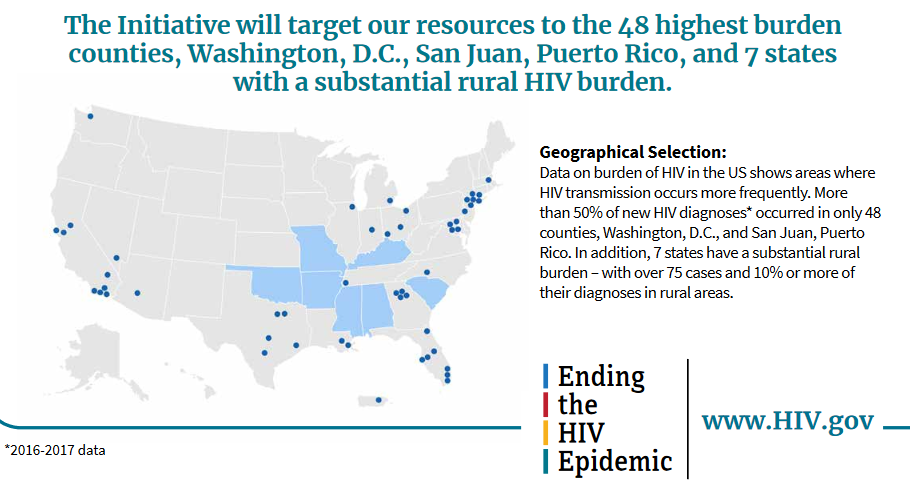 The Initiative will target our resources to the 48 highest burden
counties, Washington, D.C., San Juan, Puerto Rico, and 7 states
with a substantial rural HIV burden.
Geographical Selection:
Data on burden of HIV in the US shows areas where
HIV transmission occurs more frequently. More
than 50% of new HIV diagnoses* occurred in only 48
counties, Washington, D.C., and San Juan, Puerto
Rico. In addition, 7 states have a substantial rural
burden – with over 75 cases and 10% or more of
their diagnoses in rural areas.
Ending
the
HIV
Epidemic
www.HIV.gov
*2016-2017 data